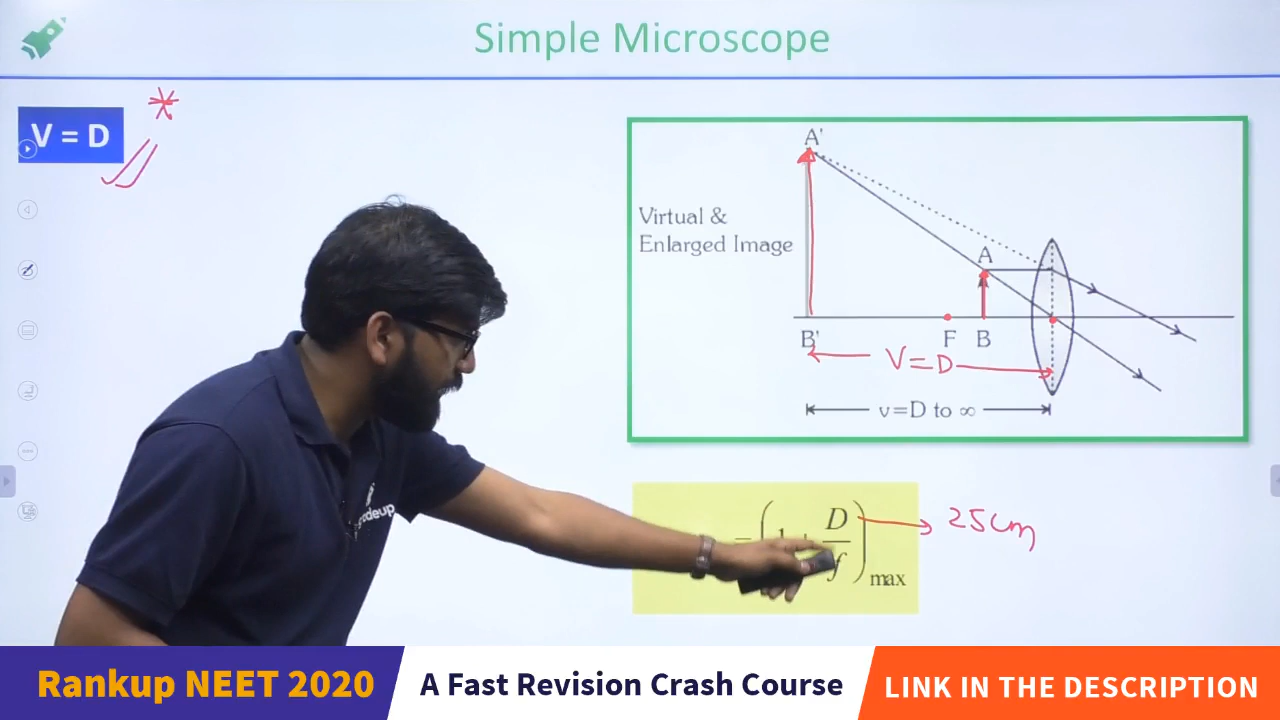 Simple Microscope
V = D
*
A'
Virtual &
Enlarged Image
A
B'
F
B
V=D
v=D to ∞
= (1 + D/f)max
25cm
Rankup NEET 2020
A Fast Revision Crash Course
LINK IN THE DESCRIPTION